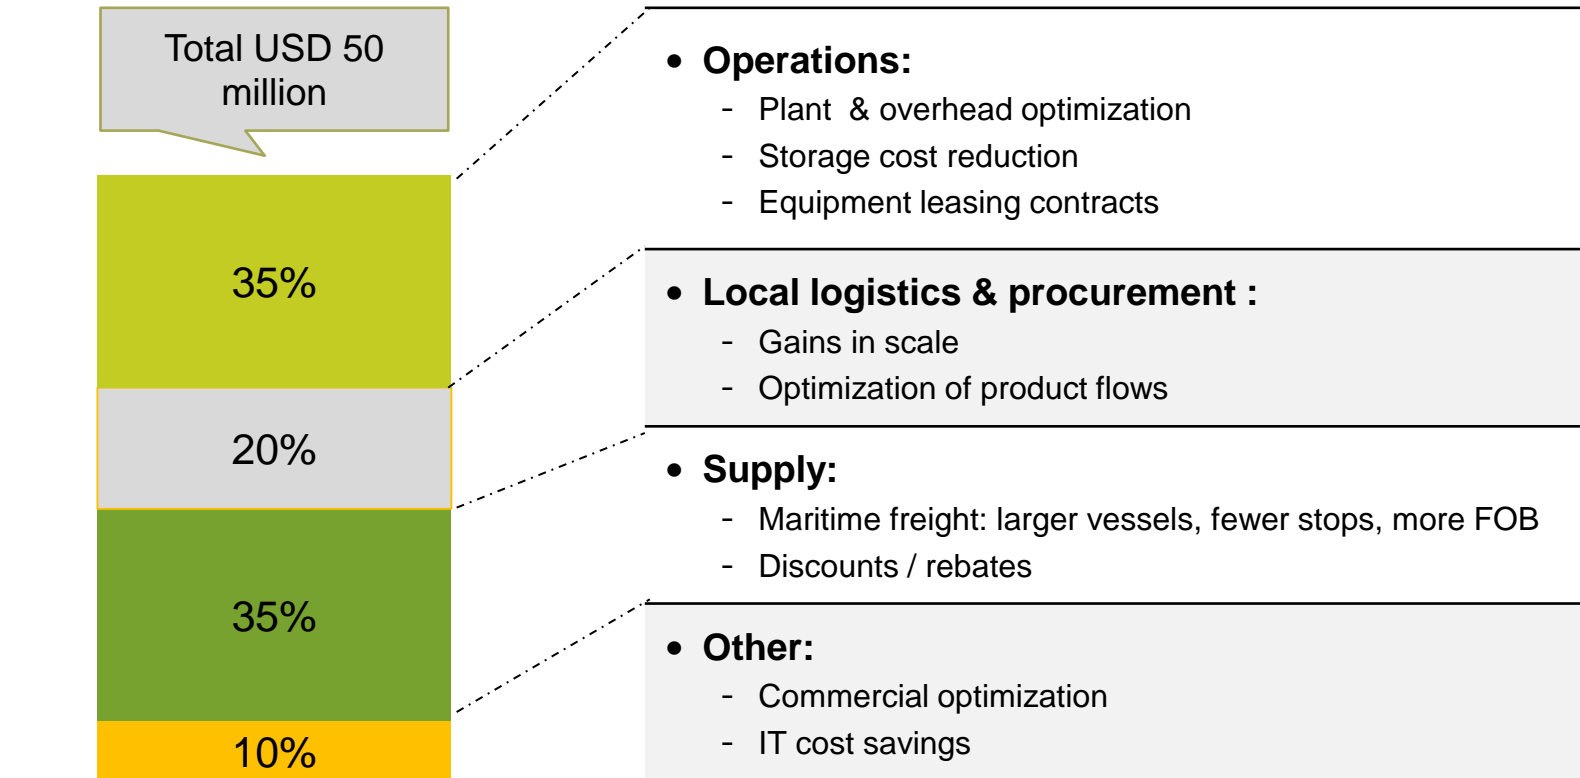 Total USD 50
million
35%
20%
35%
10%
• Operations:
- Plant & overhead optimization
- Storage cost reduction
- Equipment leasing contracts
• Local logistics & procurement :
- Gains in scale
- Optimization of product flows
• Supply:
- Maritime freight: larger vessels, fewer stops, more FOB
- Discounts / rebates
• Other:
- Commercial optimization
- IT cost savings